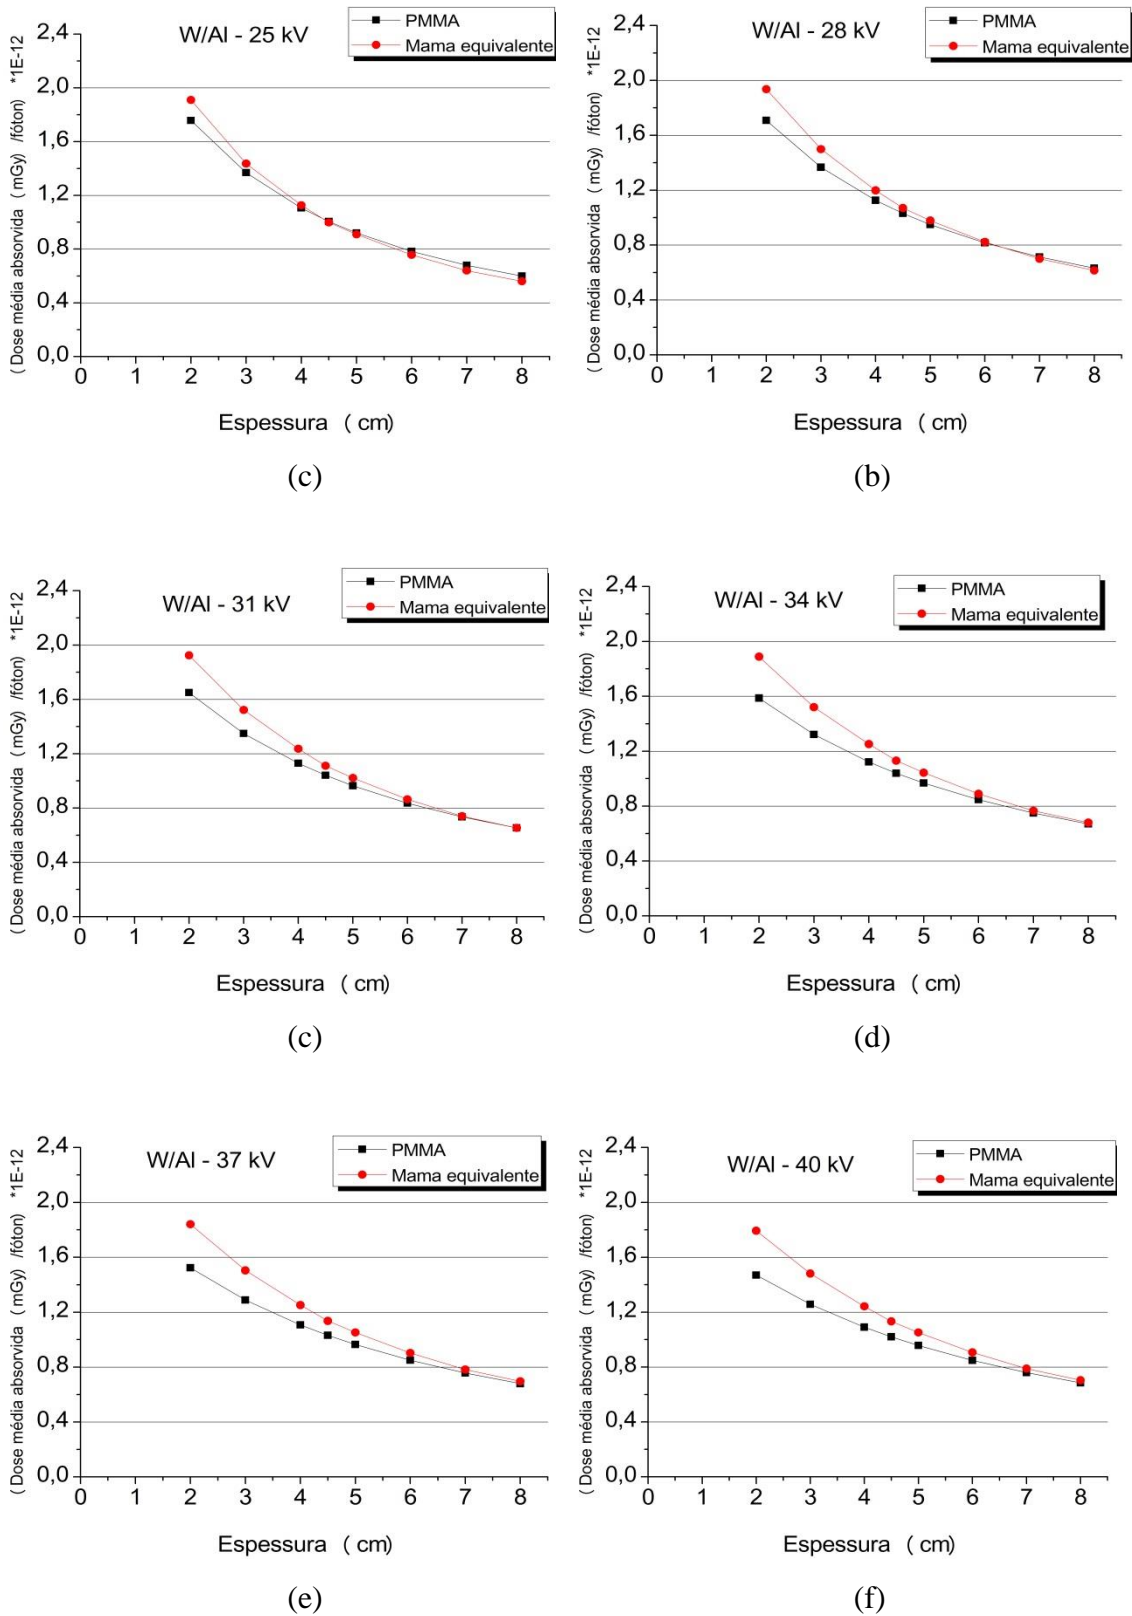 W/Al - 25 kV
PMMA
Mama equivalente
( Dose média absorvida ( mGy) /fóton) *1E-12
2,4
2,0
1,6
1,2
0,8
0,4
0,0
0 1 2 3 4 5 6 7 8
Espessura ( cm)
(c)
W/Al - 28 kV
PMMA
Mama equivalente
( Dose média absorvida ( mGy) /fóton) *1E-12
2,4
2,0
1,6
1,2
0,8
0,4
0,0
0 1 2 3 4 5 6 7 8
Espessura ( cm)
(b)
W/Al - 31 kV
PMMA
Mama equivalente
( Dose média absorvida ( mGy) /fóton) *1E-12
2,4
2,0
1,6
1,2
0,8
0,4
0,0
0 1 2 3 4 5 6 7 8
Espessura ( cm)
(c)
W/Al - 34 kV
PMMA
Mama equivalente
( Dose média absorvida ( mGy) /fóton) *1E-12
2,4
2,0
1,6
1,2
0,8
0,4
0,0
0 1 2 3 4 5 6 7 8
Espessura ( cm)
(d)
W/Al - 37 kV
PMMA
Mama equivalente
( Dose média absorvida ( mGy) /fóton) *1E-12
2,4
2,0
1,6
1,2
0,8
0,4
0,0
0 1 2 3 4 5 6 7 8
Espessura ( cm)
(e)
W/Al - 40 kV
PMMA
Mama equivalente
( Dose média absorvida ( mGy) /fóton) *1E-12
2,4
2,0
1,6
1,2
0,8
0,4
0,0
0 1 2 3 4 5 6 7 8
Espessura ( cm)
(f)